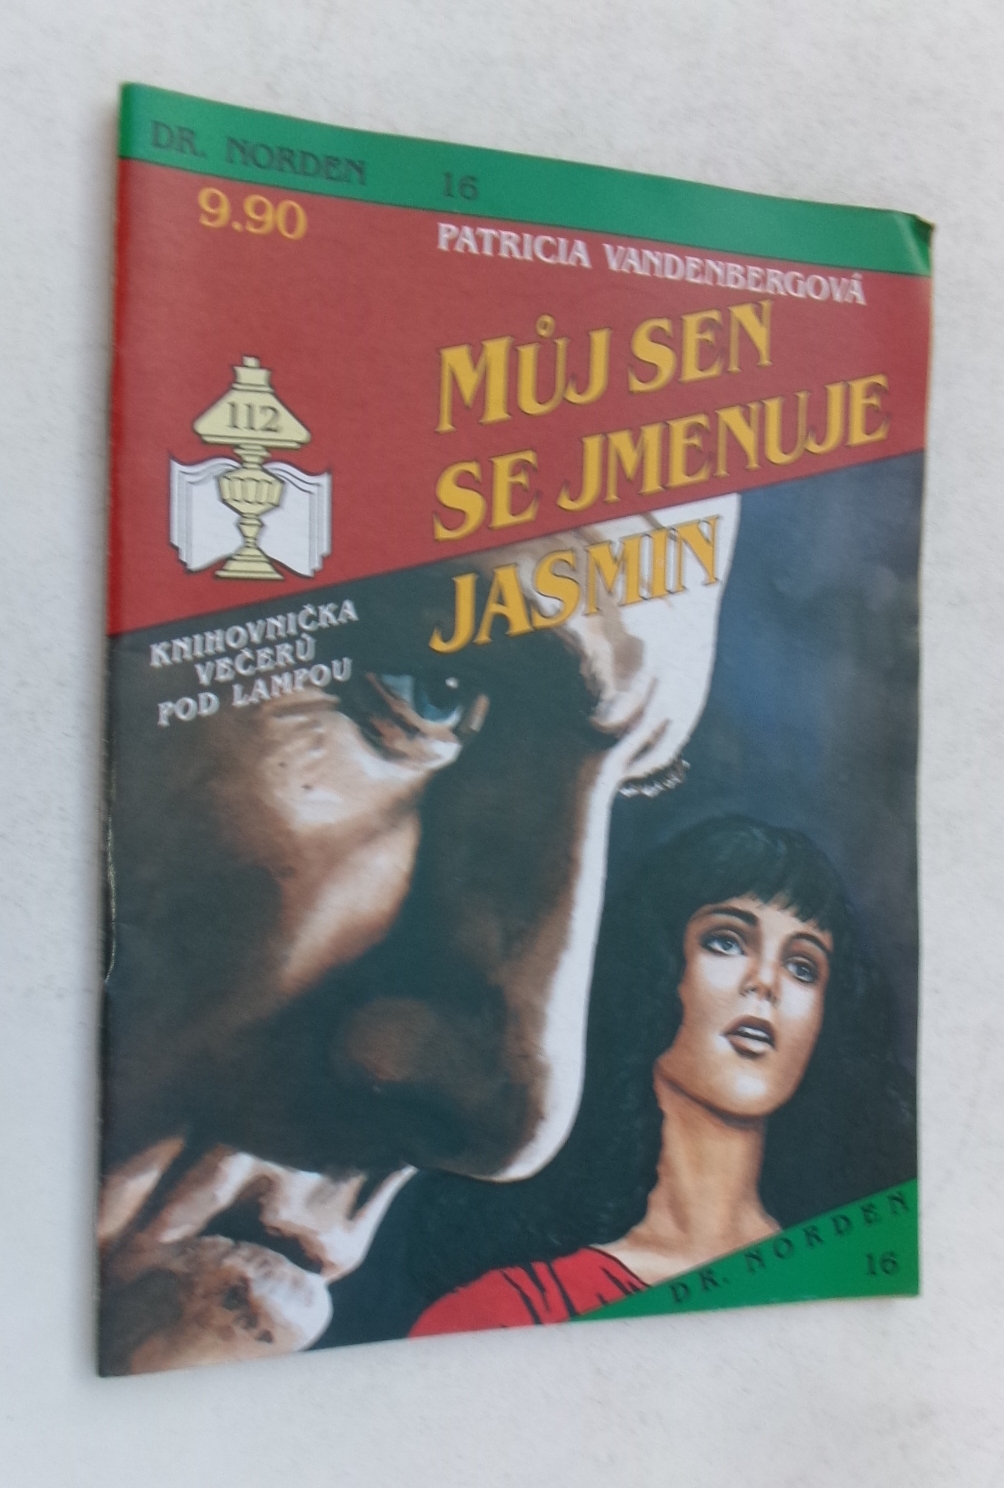 DR. NORDEN 16
9.90
PATRICIA VANDENBERGOVÁ
MŮJ SEN
SE JMENUJE
JASMIN
112
KNIHOVNIČKA
VEČERŮ
POD LAMPOU
DR. NORDEN
16